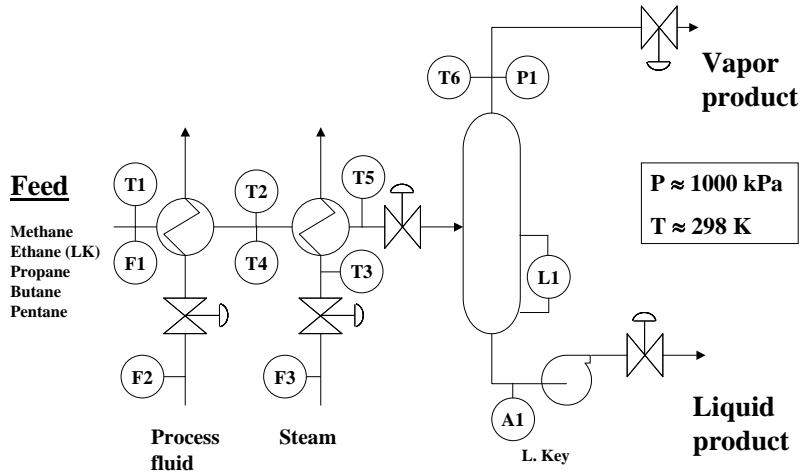 T6
P1
Vapor
product
Feed
T1
T2
T5
P ≈ 1000 kPa
T ≈ 298 K
Methane
Ethane (LK)
Propane
Butane
Pentane
F1
T4
T3
L1
F2
F3
A1
L. Key
Process
fluid
Steam
Liquid
product